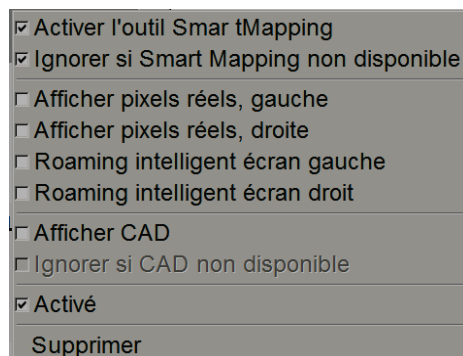 Activer l'outil Smar tMapping
Ignorer si Smart Mapping non disponible
Afficher pixels réels, gauche
Afficher pixels réels, droite
Roaming intelligent écran gauche
Roaming intelligent écran droit
Afficher CAD
Ignorer si CAD non disponible
Activé
Supprimer